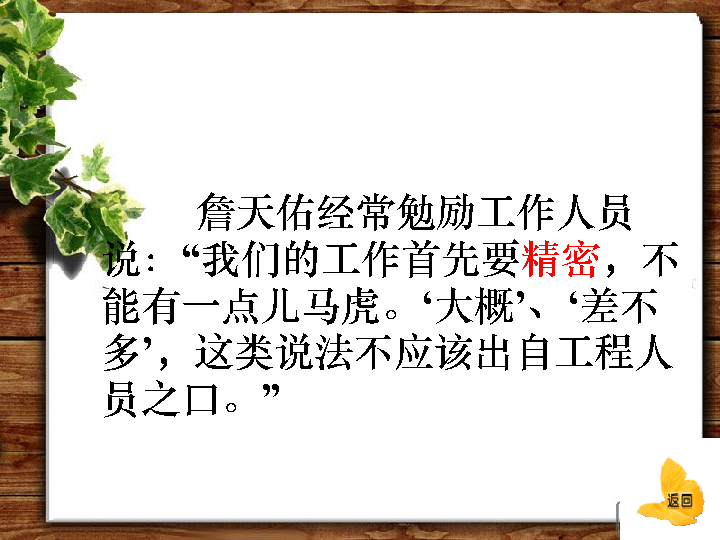 詹天佑经常勉励工作人员
说：“我们的工作首先要精密，不
能有一点儿马虎。‘大概’、‘差不
多’，这类说法不应该出自工程人
员之口。”
返回